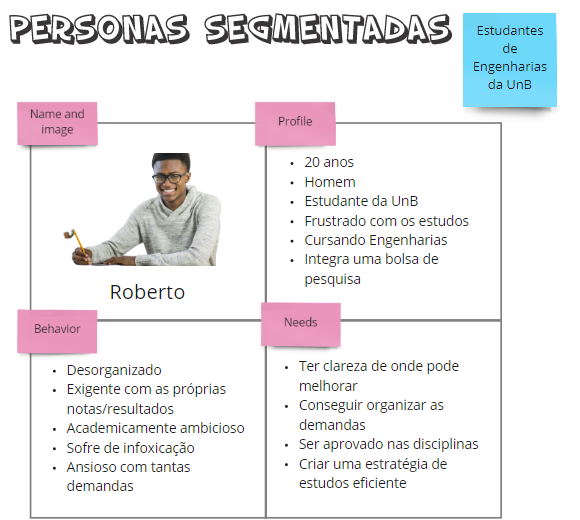 PERSONAS SEGMENTADAS
Estudantes
de
Engenharias
da UnB
Name and
image
Roberto
Profile
• 20 anos
• Homem
• Estudante da UnB
• Frustrado com os estudos
• Cursando Engenharias
• Integra uma bolsa de
pesquisa
Behavior
• Desorganizado
• Exigente com as próprias
notas/resultados
• Academicamente ambicioso
• Sofre de infoxicação
• Ansioso com tantas
demandas
Needs
• Ter clareza de onde pode
melhorar
• Conseguir organizar as
demandas
• Ser aprovado nas disciplinas
• Criar uma estratégia de
estudos eficiente